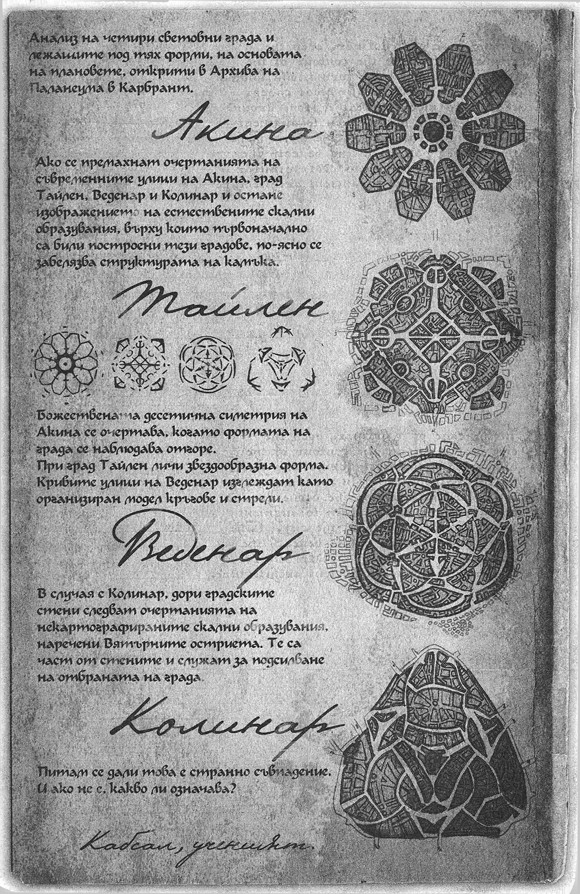 Анализ на четири световни града и
лежащите под тях форми, на основата
на плановете, открити в Архива на
Паланеума в Карбрант.
Акина
Ако се премахнат очертанията на
съвременните улици на Акина, град
Тайлен, Веденар и Колинар и остане
изображението на естествените скални
образувания, върху които първоначално
са били построени тези градове, по-ясно се
забелязва структурата на камъка.
Тайлен
Божествената десетична симетрия на
Акина се очертава, когато формата на
града се наблюдава отгоре.
При град Тайлен личи звездообразна форма.
Кривите улици на Веденар изглеждат като
организиран модел кръгове и стрели.
Веденар
В случая с Колинар, дори градските
стени следват очертанията на
некартографираните скални образувания,
наречени Вятърните остриета. Те са
част от стените и служат за подсилване
на отбраната на града.
Колинар
Питам се дали това е странно съвпадение.
И ако не е, какво ли означава?
Кабсал, ученият.